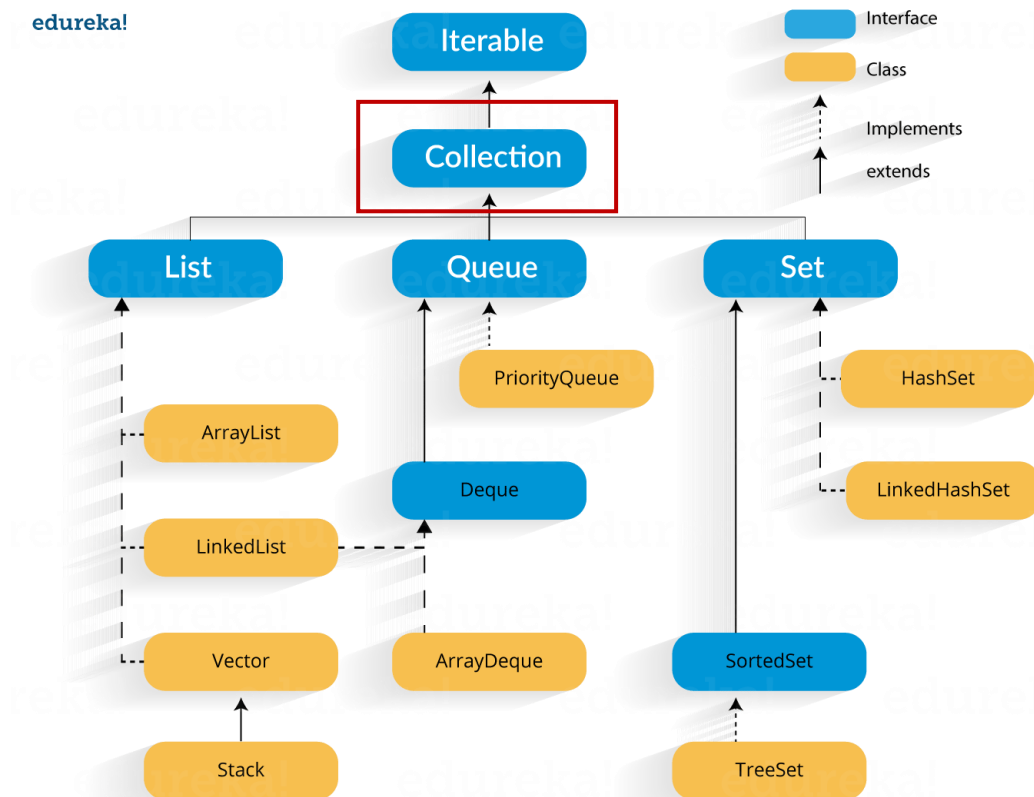 edureka!
Iterable
Interface
Class
Implements
extends
Collection
List
Queue
Set
PriorityQueue
HashSet
ArrayList
Deque
LinkedHashSet
LinkedList
Vector
ArrayDeque
SortedSet
Stack
TreeSet